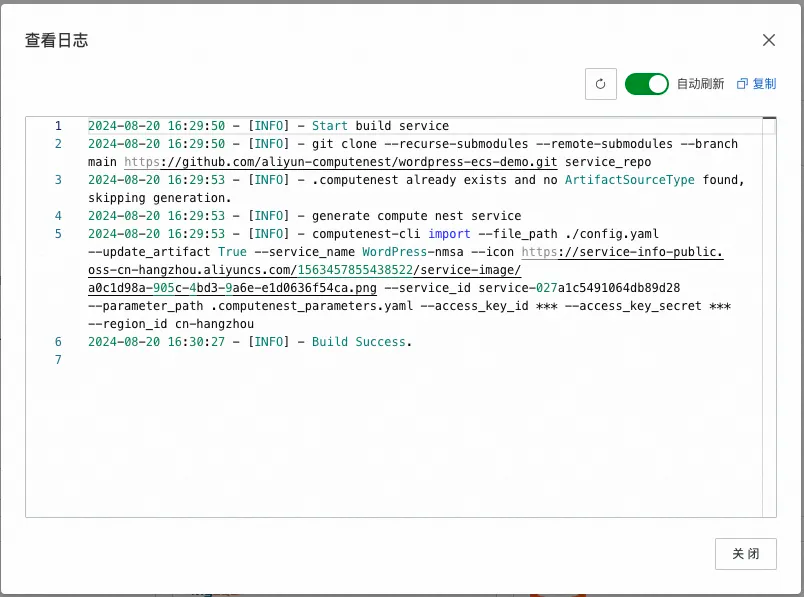 查看日志
自动刷新 复制
1 2024-08-20 16:29:50 - [INFO] - Start build service
2 2024-08-20 16:29:50 - [INFO] - git clone --recurse-submodules --remote-submodules --branch
main https://github.com/aliyun-computenest/wordpress-ecs-demo.git service_repo
3 2024-08-20 16:29:53 - [INFO] - .computenest already exists and no ArtifactSourceType found,
skipping generation.
4 2024-08-20 16:29:53 - [INFO] - generate compute nest service
5 2024-08-20 16:29:53 - [INFO] - computenest-cli import --file_path ./config.yaml
--update_artifact True --service_name WordPress-nmsa --icon https://service-info-public.
oss-cn-hangzhou.aliyuncs.com/1563457855438522/service-image/
a0c1d98a-905c-4bd3-9a6e-e1d0636f54ca.png --service_id service-027a1c5491064db89d28
--parameter_path .computenest_parameters.yaml --access_key_id *** --access_key_secret ***
--region_id cn-hangzhou
6 2024-08-20 16:30:27 - [INFO] - Build Success.
7
关 闭